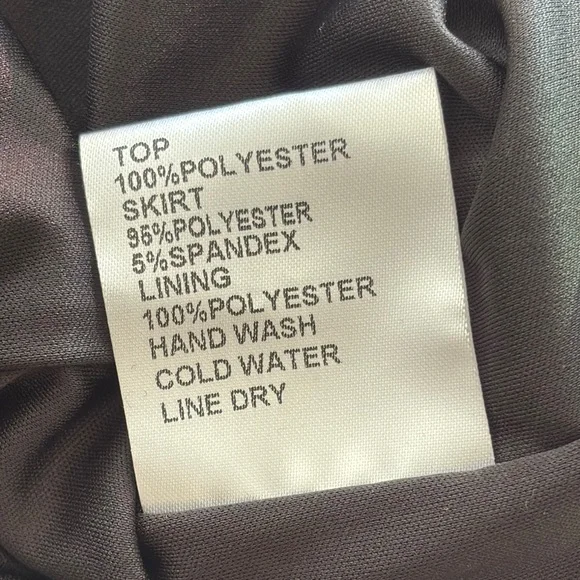 TOP
100%POLYESTER
SKIRT
95%POLYESTER
5%SPANDEX
LINING
100%POLYESTER
HAND WASH
COLD WATER
LINE DRY